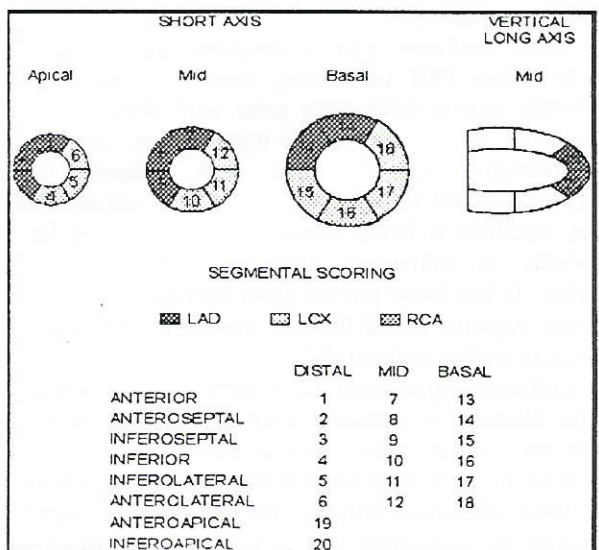 SHORT AXIS
VERTICAL
LONG AXIS
Apical Mid Basal Mid
6
5
4
12
11
10
18
17
16
15
SEGMENTAL SCORING
LAD LCX RCA
DISTAL MID BASAL
ANTERIOR 1 7 13
ANTEROSEPTAL 2 8 14
INFEROSEPTAL 3 9 15
INFERIOR 4 10 16
INFEROLATERAL 5 11 17
ANTEROLATERAL 6 12 18
ANTEROAPICAL 19
INFEROAPICAL 20